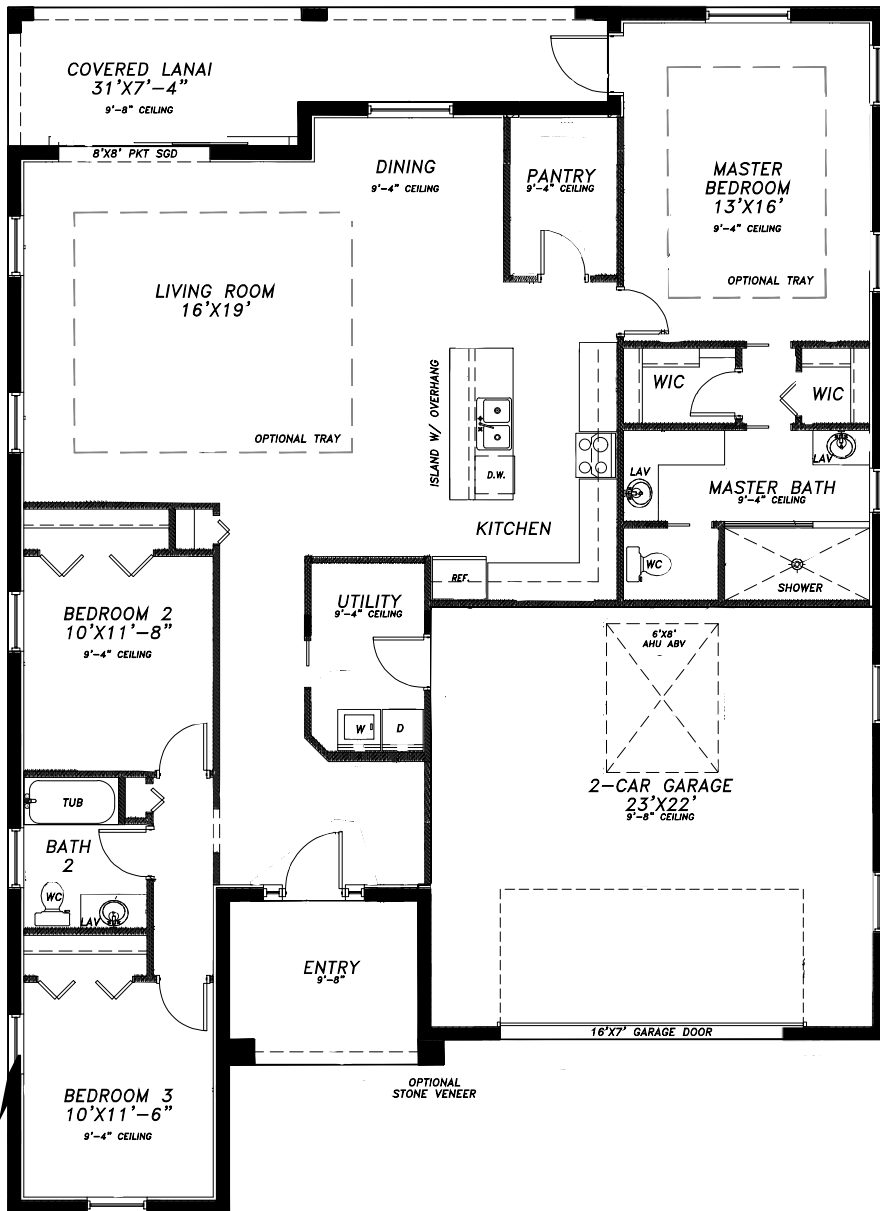 COVERED LANAI
31'X7'-4"
9'-8" CEILING
8'X8' PKT SGD
DINING
9'-4" CEILING
PANTRY
9'-4" CEILING
MASTER
BEDROOM
13'X16'
9'-4" CEILING
OPTIONAL TRAY
LIVING ROOM
16'X19'
OPTIONAL TRAY
ISLAND W/ OVERHANG
D.W.
KITCHEN
REF.
WIC
WIC
LAV
LAV
MASTER BATH
9'-4" CEILING
WC
SHOWER
BEDROOM 2
10'X11'-8"
9'-4" CEILING
UTILITY
9'-4" CEILING
W
D
6'X8'
AHU ABV
2-CAR GARAGE
23'X22'
9'-8" CEILING
TUB
BATH
2
WC
LAV
ENTRY
9'-8"
16'X7' GARAGE DOOR
OPTIONAL
STONE VENEER
BEDROOM 3
10'X11'-6"
9'-4" CEILING